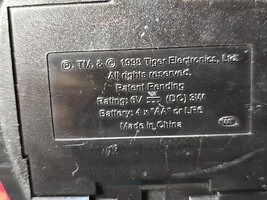 ®, TM, & © 1998 Tiger Electronics, Ltd.
All rights reserved.
Patent Pending
Rating: 6V ⎓ (DC) 3W
Battery: 4 x "AA" or LR6
Made in China